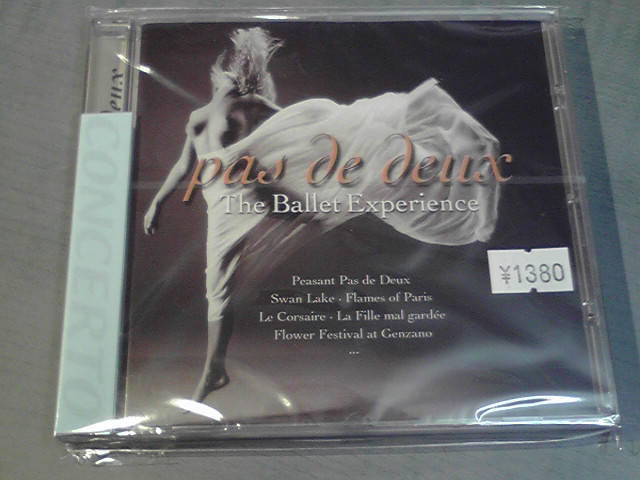 pas de deux
The Ballet Experience
Peasant Pas de Deux
Swan Lake · Flames of Paris
Le Corsaire · La Fille mal gardée
Flower Festival at Genzano
...
¥1380
CONCERTO
deux